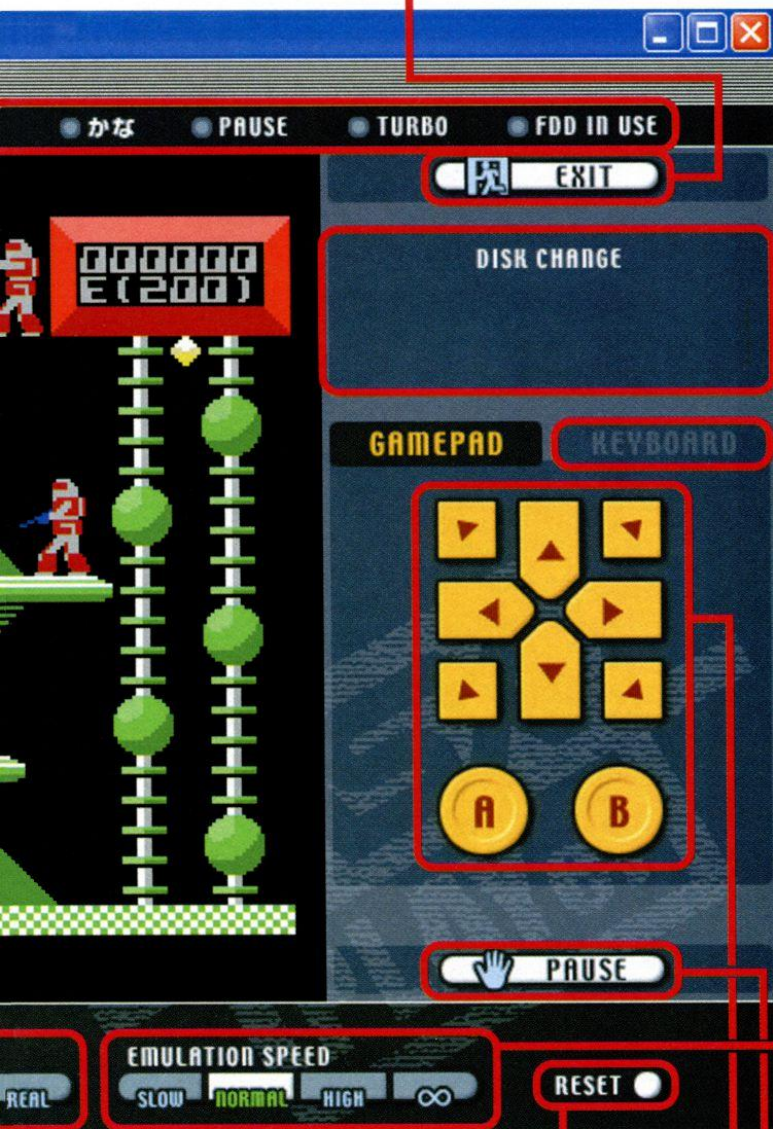 かな PAUSE TURBO FDD IN USE
EXIT
000000
E(200)
DISK CHANGE
GAMEPAD KEYBOARD
A B
PAUSE
EMULATION SPEED
REAL SLOW NORMAL HIGH ∞ RESET